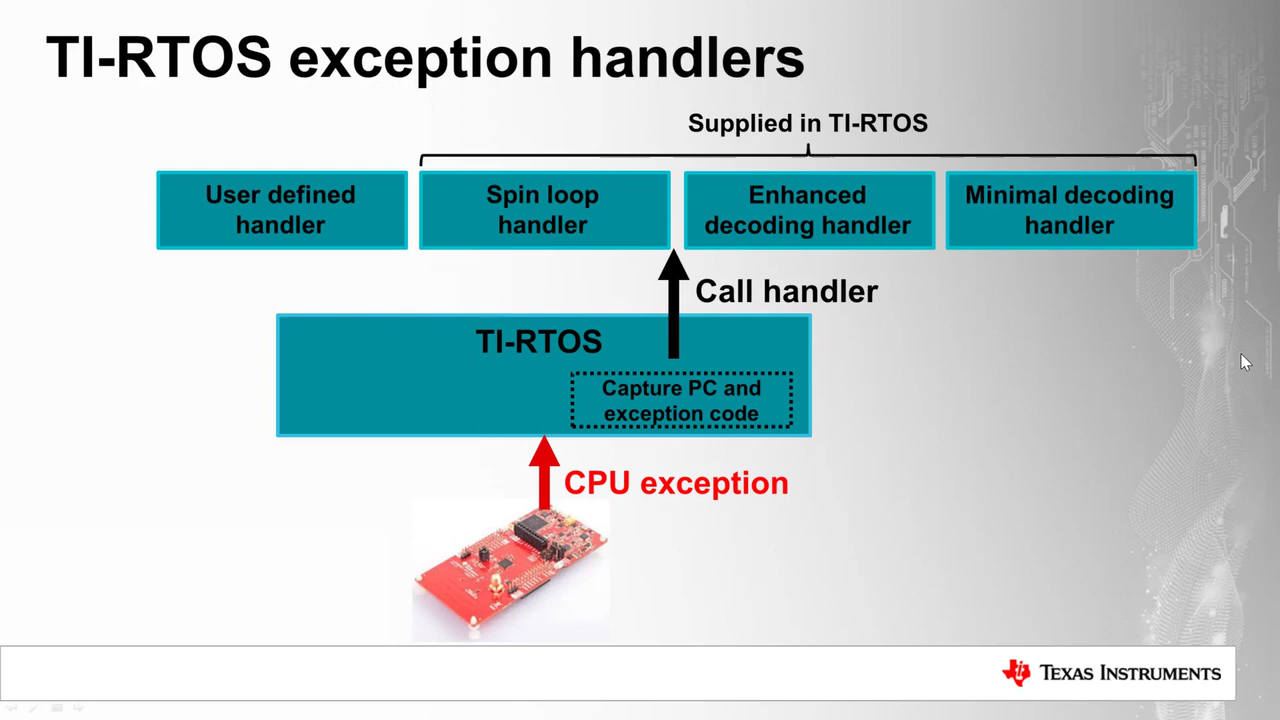 TI-RTOS exception handlers
Supplied in TI-RTOS
User defined
handler
Spin loop
handler
Enhanced
decoding handler
Minimal decoding
handler
Call handler
TI-RTOS
Capture PC and
exception code
CPU exception
TEXAS INSTRUMENTS